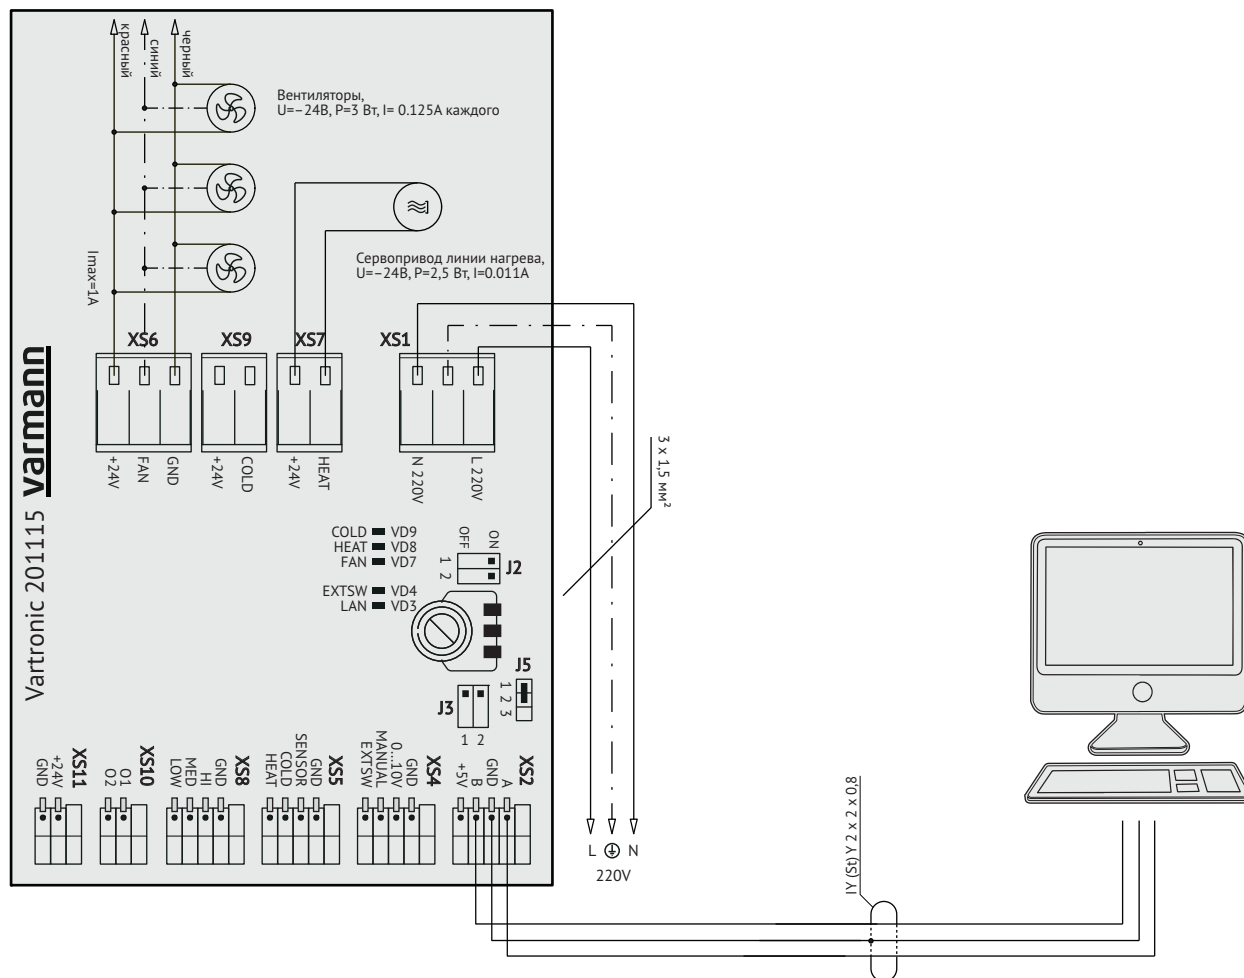 красный
синий
черный
Вентиляторы,
U=−24В, P=3 Вт, I= 0.125А каждого
Сервопривод линии нагрева,
U=−24В, P=2,5 Вт, I=0.011А
Imax=1А
XS6
XS9
XS7
XS1
+24V
FAN
GND
+24V
COLD
+24V
HEAT
N 220V
L 220V
varmann
Vartronic 201115
3 x 1,5 мм²
COLD VD9
HEAT VD8
FAN VD7
EXTSW VD4
LAN VD3
OFF
ON
1
2
J2
J5
1
2
3
J3
1 2
GND
+24V
XS11
O2
O1
XS10
LOW
MED
HI
GND
XS8
HEAT
COLD
SENSOR
GND
XS5
EXTSW
MANUAL
0...10V
GND
XS4
+5V
B
GND
A
XS2
L N
220V
IY (St) Y 2 x 2 x 0,8